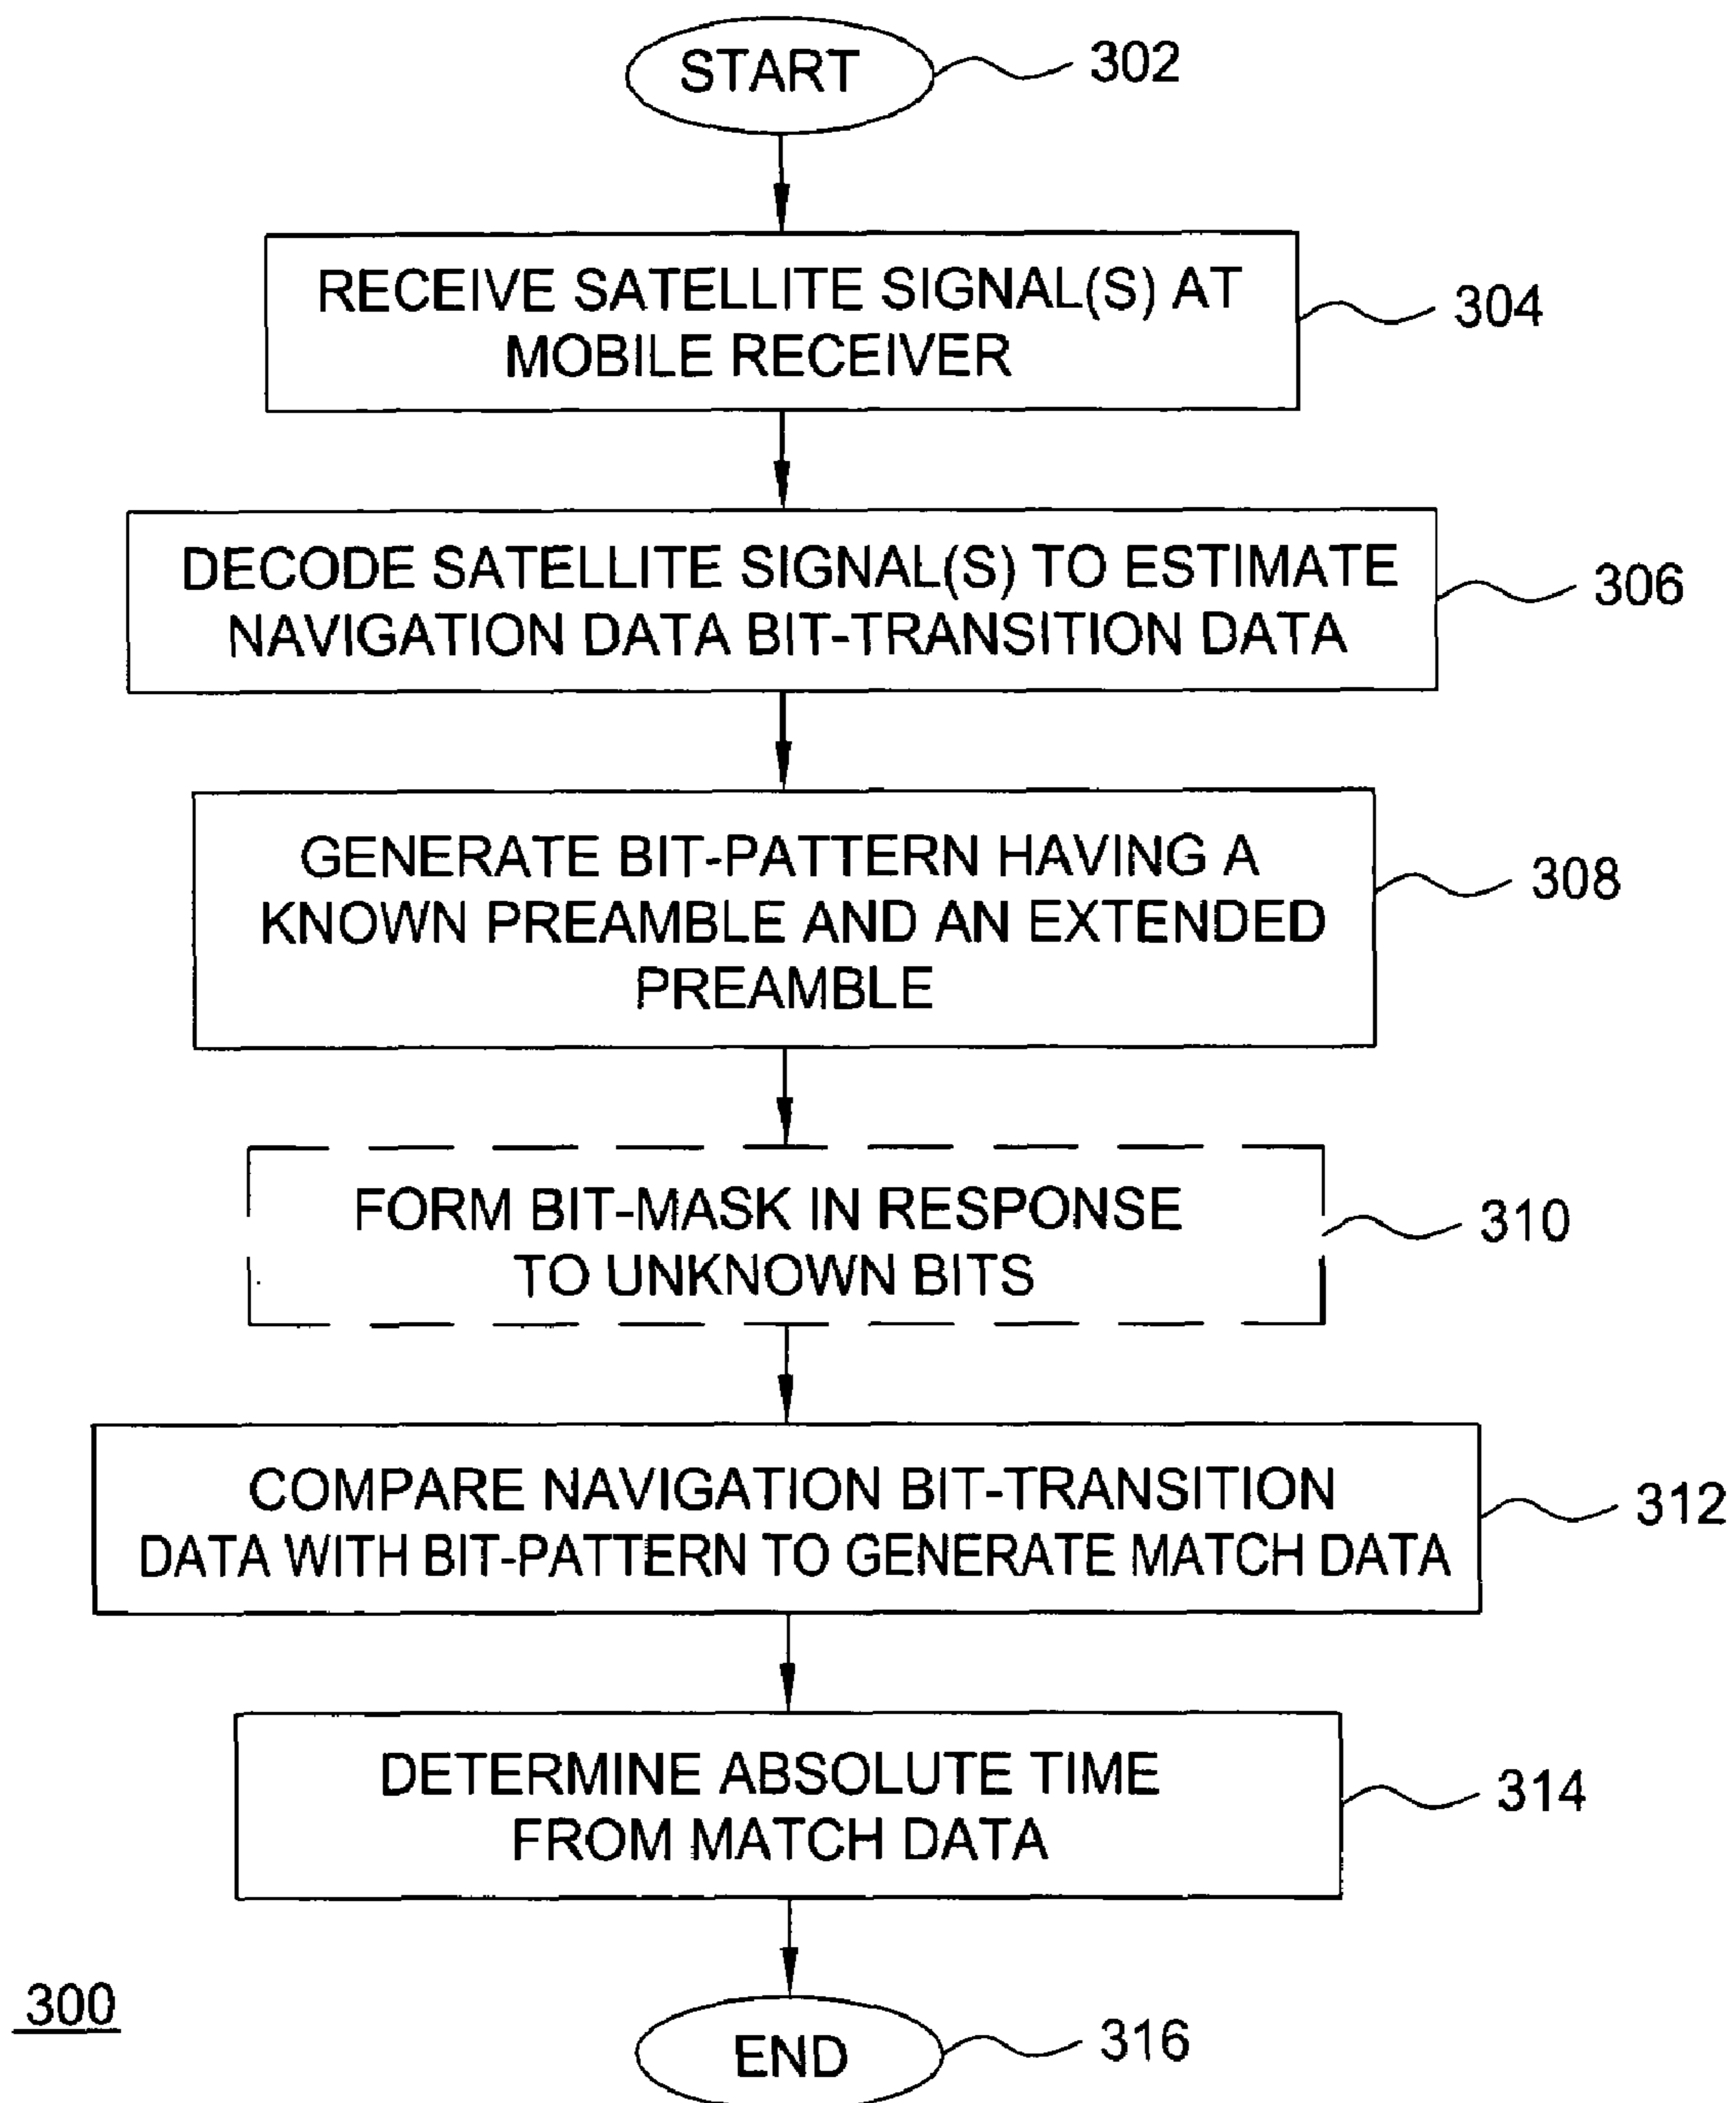 START
302
RECEIVE SATELLITE SIGNAL(S) AT
MOBILE RECEIVER
304
DECODE SATELLITE SIGNAL(S) TO ESTIMATE
NAVIGATION DATA BIT-TRANSITION DATA
306
GENERATE BIT-PATTERN HAVING A
KNOWN PREAMBLE AND AN EXTENDED
PREAMBLE
308
FORM BIT-MASK IN RESPONSE
TO UNKNOWN BITS
310
COMPARE NAVIGATION BIT-TRANSITION
DATA WITH BIT-PATTERN TO GENERATE MATCH DATA
312
DETERMINE ABSOLUTE TIME
FROM MATCH DATA
314
300
END
316